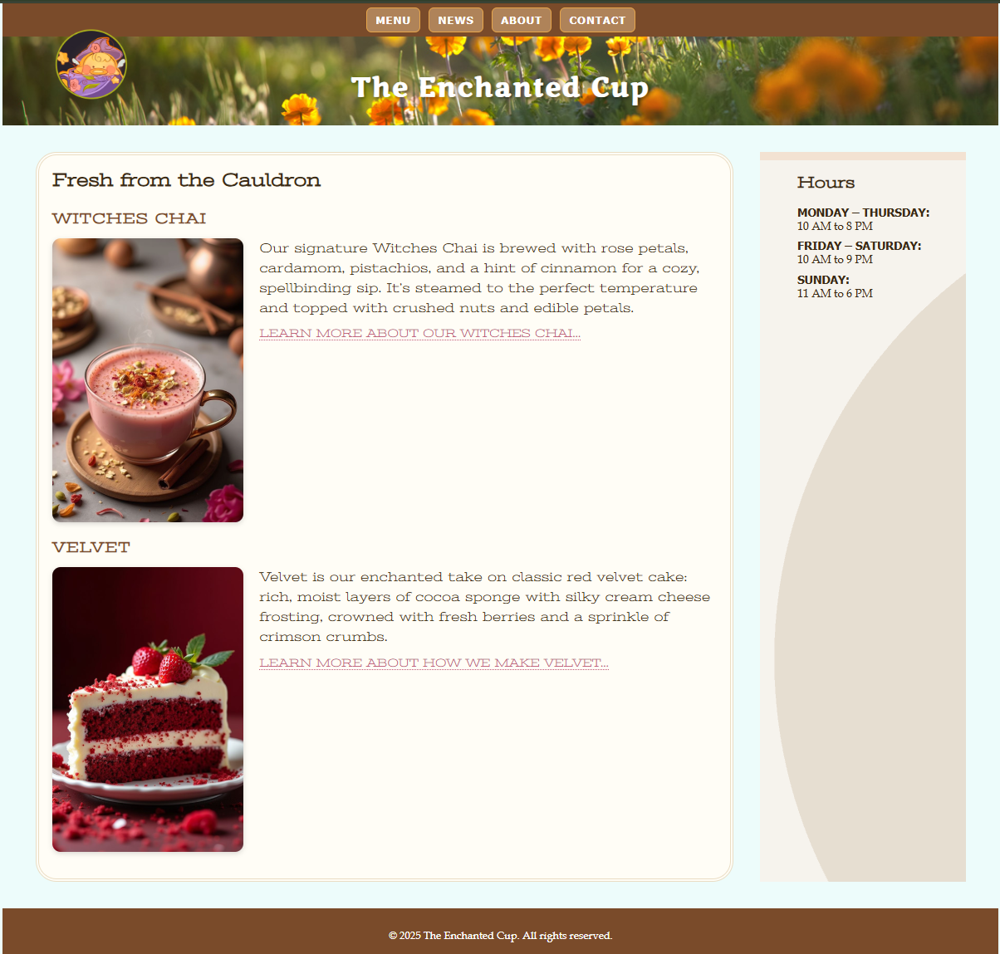 MENU NEWS ABOUT CONTACT
The Enchanted Cup
Fresh from the Cauldron
WITCHES CHAI
Our signature Witches Chai is brewed with rose petals,
cardamom, pistachios, and a hint of cinnamon for a cozy,
spellbinding sip. It's steamed to the perfect temperature
and topped with crushed nuts and edible petals.
LEARN MORE ABOUT OUR WITCHES CHAI...
VELVET
Velvet is our enchanted take on classic red velvet cake:
rich, moist layers of cocoa sponge with silky cream cheese
frosting, crowned with fresh berries and a sprinkle of
crimson crumbs.
LEARN MORE ABOUT HOW WE MAKE VELVET...
Hours
MONDAY – THURSDAY:
10 AM to 8 PM
FRIDAY – SATURDAY:
10 AM to 9 PM
SUNDAY:
11 AM to 6 PM
© 2025 The Enchanted Cup. All rights reserved.